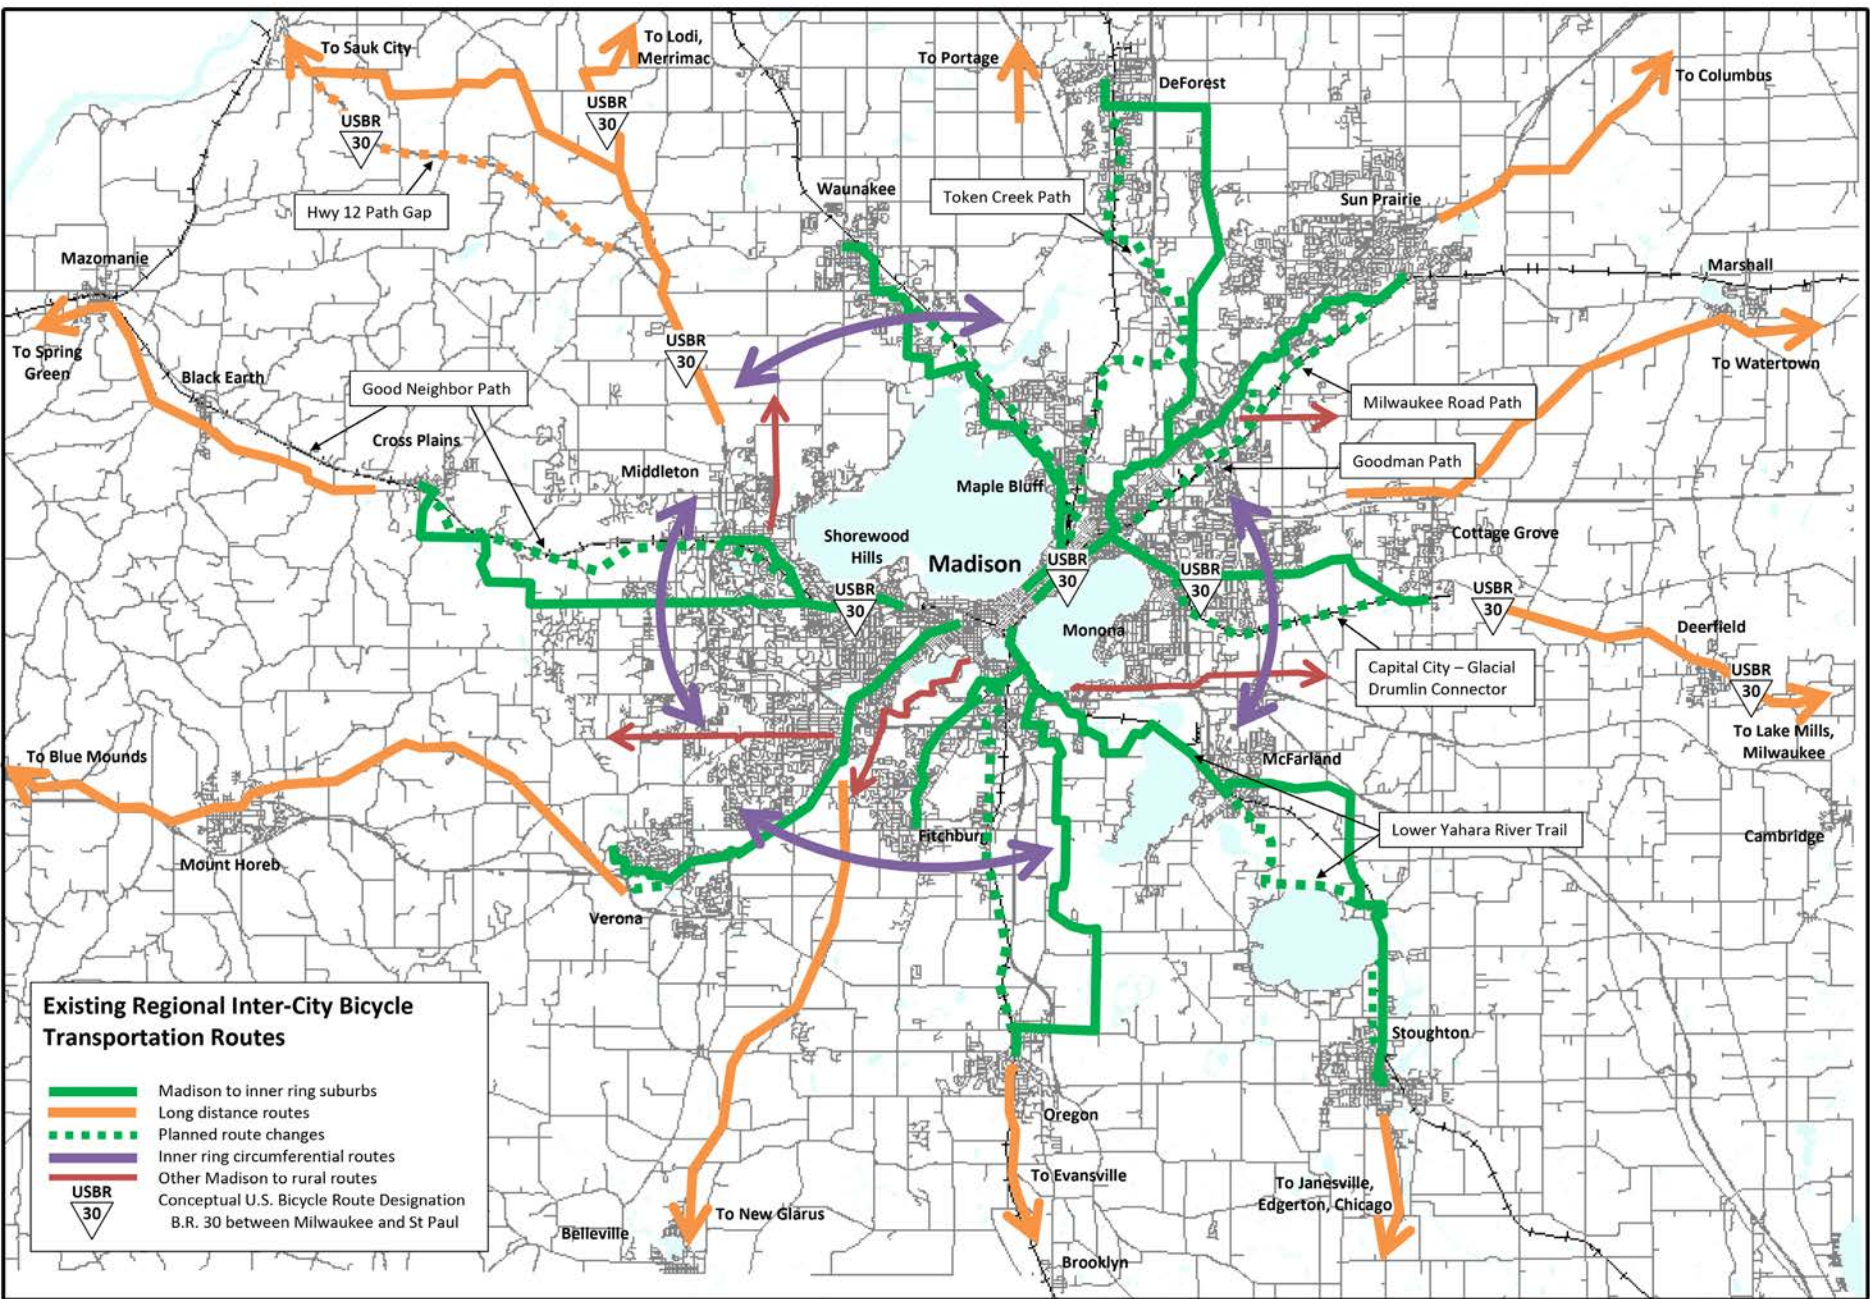 To Sauk City
To Lodi,
Merrimac
To Portage
DeForest
To Columbus
USBR
30
USBR
30
Hwy 12 Path Gap
Waunakee
Token Creek Path
Sun Prairie
Mazomanie
Marshall
To Spring
Green
USBR
30
To Watertown
Black Earth
Good Neighbor Path
Milwaukee Road Path
Cross Plains
Middleton
Maple Bluff
Goodman Path
Shorewood
Hills
Madison
Cottage Grove
USBR
30
USBR
30
USBR
30
USBR
30
Monona
Deerfield
Capital City – Glacial
Drumlin Connector
USBR
30
To Lake Mills,
Milwaukee
To Blue Mounds
McFarland
Lower Yahara River Trail
Cambridge
Fitchburg
Mount Horeb
Verona
Existing Regional Inter-City Bicycle
Transportation Routes
Madison to inner ring suburbs
Long distance routes
Planned route changes
Inner ring circumferential routes
Other Madison to rural routes
USBR
30
Conceptual U.S. Bicycle Route Designation
B.R. 30 between Milwaukee and St Paul
Stoughton
Oregon
To Evansville
To Janesville,
Edgerton, Chicago
To New Glarus
Belleville
Brooklyn